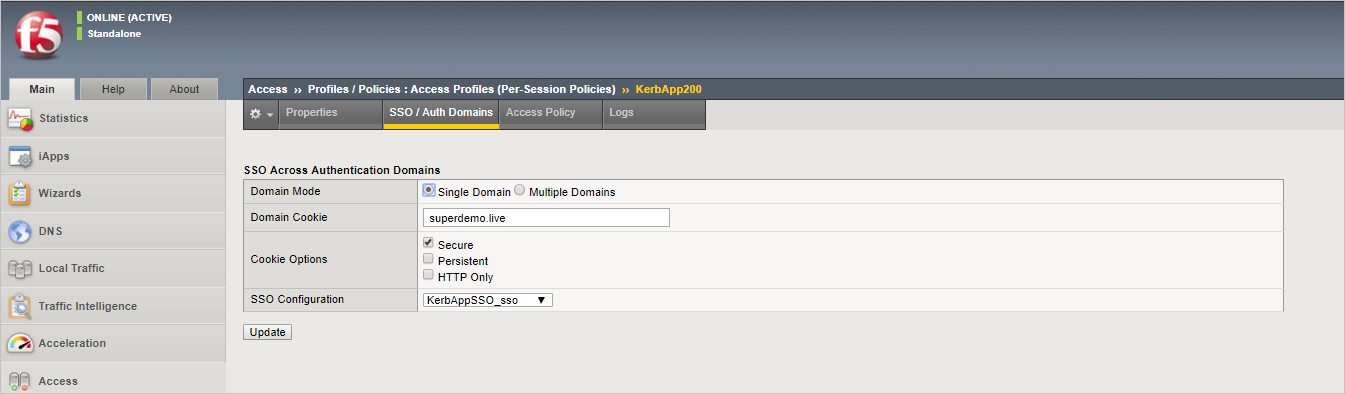 f5
ONLINE (ACTIVE)
Standalone
Main Help About
Access ›› Profiles / Policies : Access Profiles (Per-Session Policies) ›› KerbApp200
Properties SSO / Auth Domains Access Policy Logs
Statistics
iApps
Wizards
DNS
Local Traffic
Traffic Intelligence
Acceleration
Access
SSO Across Authentication Domains
Domain Mode Single Domain Multiple Domains
Domain Cookie superdemo.live
Cookie Options Secure
Persistent
HTTP Only
SSO Configuration KerbAppSSO_sso
Update